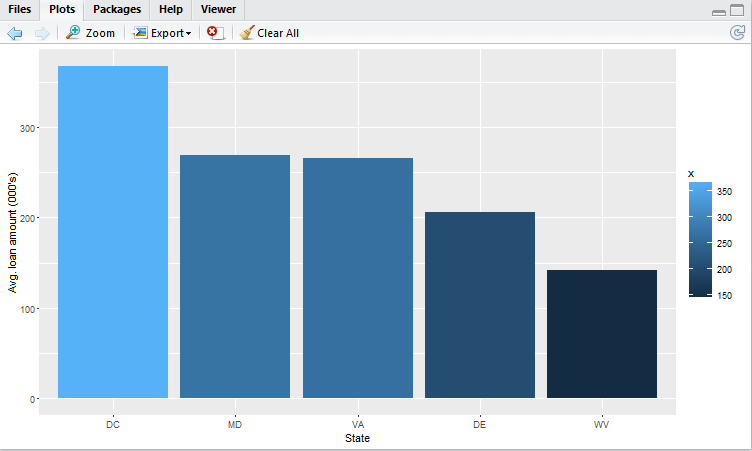 Files Plots Packages Help Viewer
Zoom Export Clear All
Avg. loan amount (000's)
300
200
100
0
DC MD VA DE WV
State
x
350
300
250
200
150